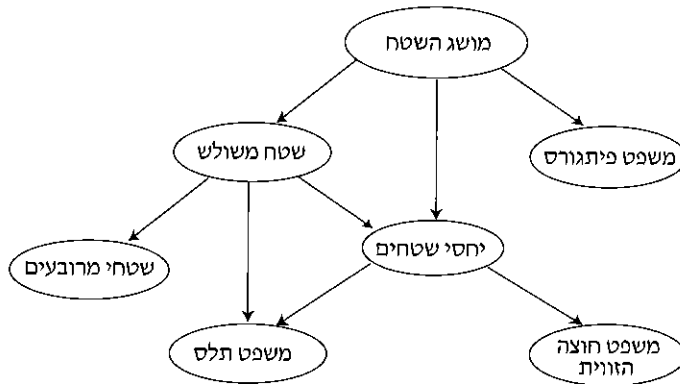 מושג השטח
שטח משולש
משפט פיתגורס
יחסי שטחים
שטחי מרובעים
משפט תלס
משפט חוצה
הזווית